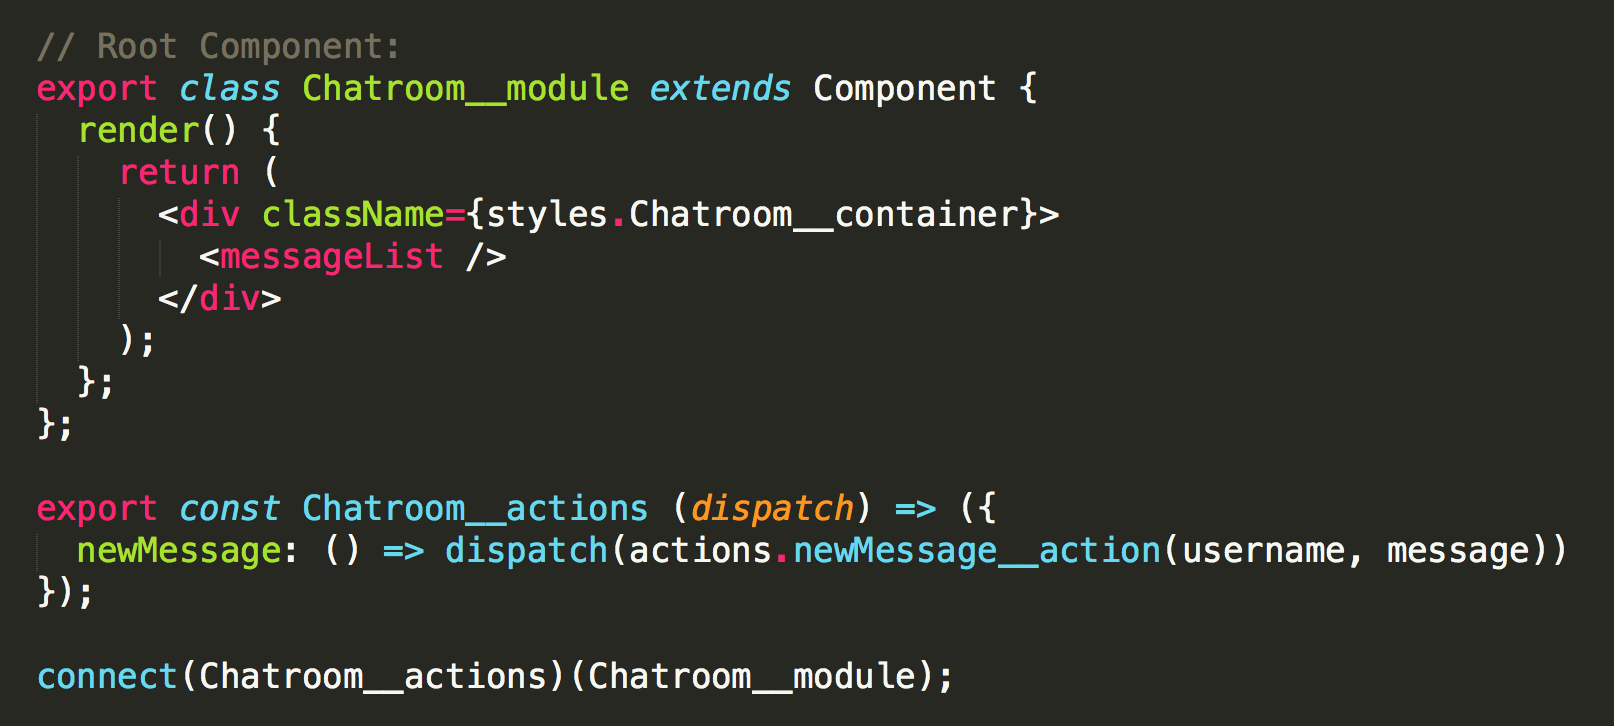 // Root Component:
export class Chatroom__module extends Component {
  render() {
    return (
      <div className={styles.Chatroom__container}>
        <messageList />
      </div>
    );
  };
};

export const Chatroom__actions (dispatch) => ({
  newMessage: () => dispatch(actions.newMessage__action(username, message))
});

connect(Chatroom__actions)(Chatroom__module);